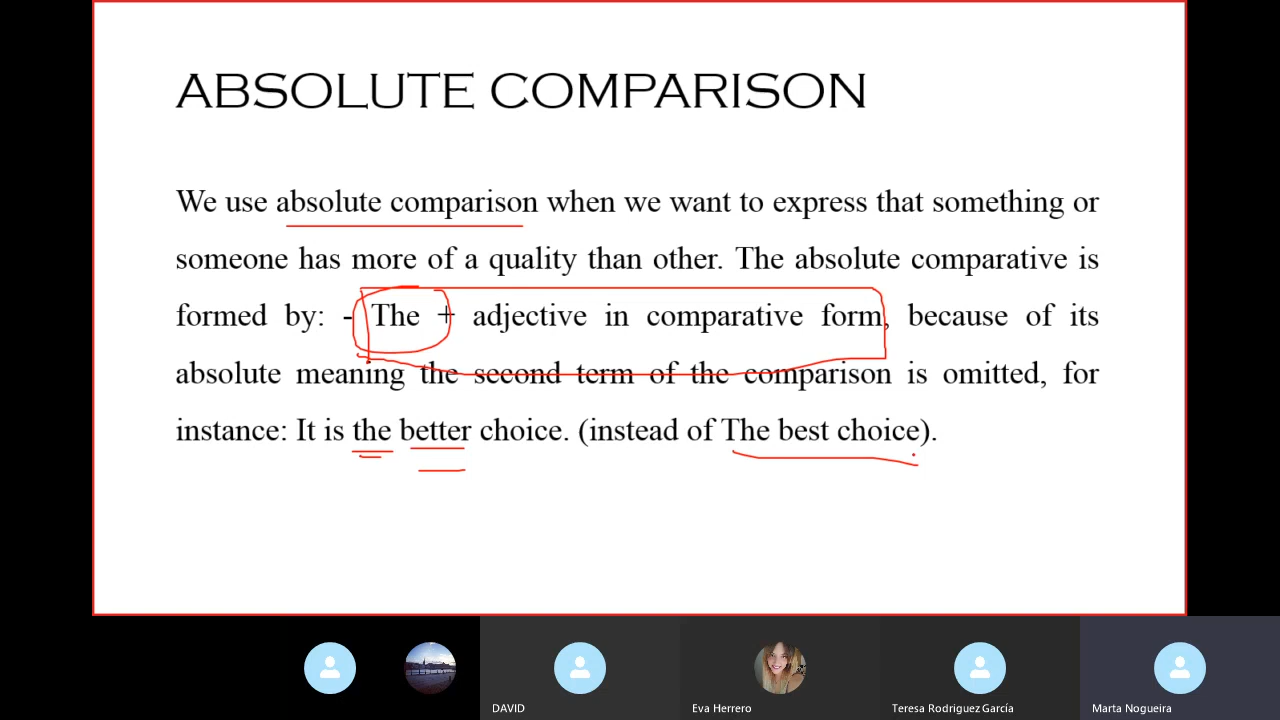 ABSOLUTE COMPARISON
We use absolute comparison when we want to express that something or
someone has more of a quality than other. The absolute comparative is
formed by: - The + adjective in comparative form, because of its
absolute meaning the second term of the comparison is omitted, for
instance: It is the better choice. (instead of The best choice).
DAVID
Eva Herrero
Teresa Rodriguez García
Marta Nogueira